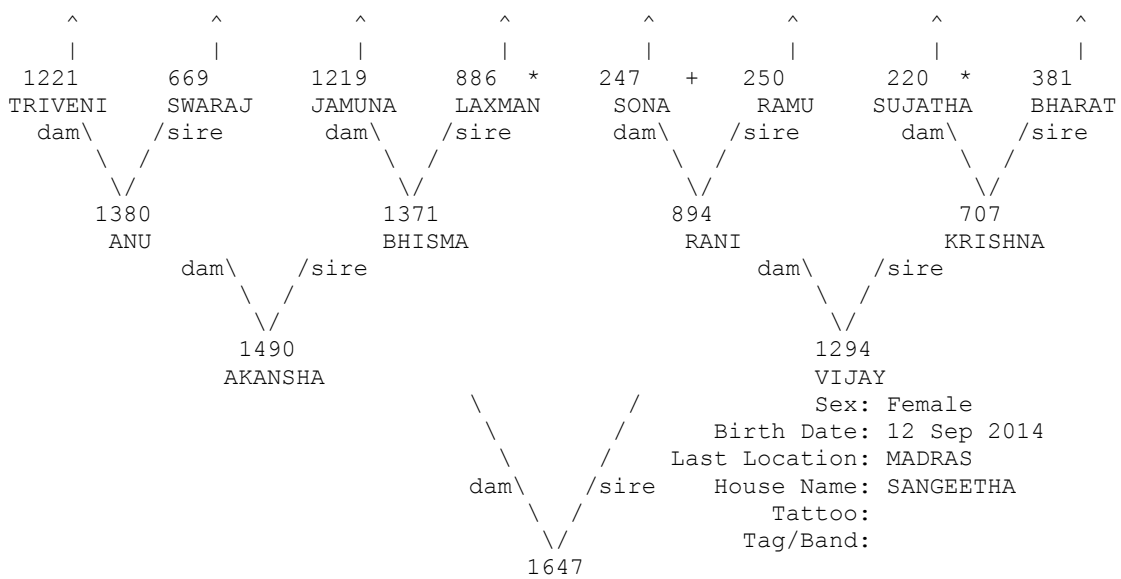 ^ ^ ^ ^ ^ ^ ^ ^
| | | | | | | |
1221 669 1219 886 * 247 + 250 220 * 381
TRIVENI SWARAJ JAMUNA LAXMAN SONA RAMU SUJATHA BHARAT
dam\ /sire dam\ /sire dam\ /sire dam\ /sire
\ / \ / \ / \ /
\/ \/ \/ \/
1380 1371 894 707
ANU BHISMA RANI KRISHNA
dam\ /sire dam\ /sire
\ / \ /
\/ \/
1490 1294
AKANSHA VIJAY
\ / Sex: Female
\ / Birth Date: 12 Sep 2014
\ / Last Location: MADRAS
dam\ /sire House Name: SANGEETHA
\ / Tattoo:
\/ Tag/Band:
1647